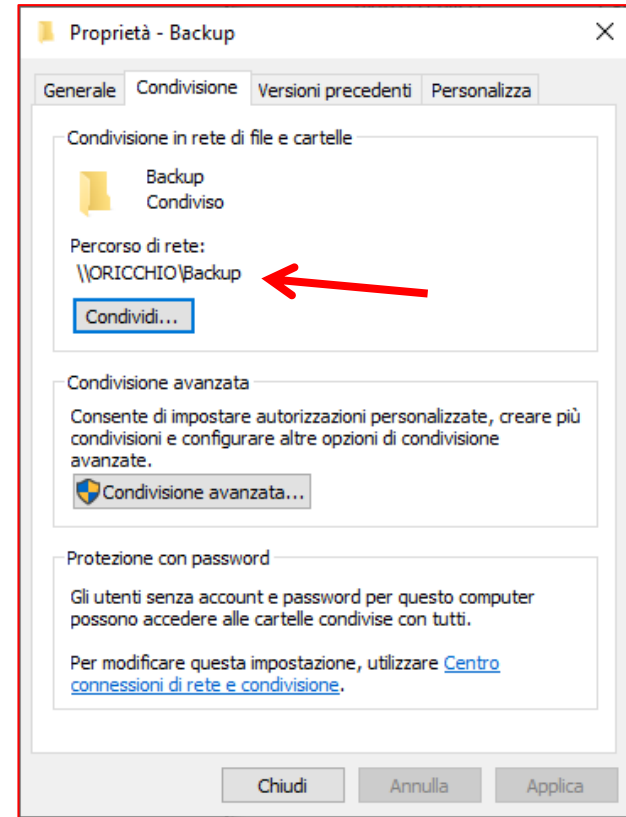 Proprietà - Backup
Generale Condivisione Versioni precedenti Personalizza
Condivisione in rete di file e cartelle
Backup
Condiviso
Percorso di rete:
\\ORICCHIO\Backup
Condividi...
Condivisione avanzata
Consente di impostare autorizzazioni personalizzate, creare più
condivisioni e configurare altre opzioni di condivisione
avanzate.
Condivisione avanzata...
Protezione con password
Gli utenti senza account e password per questo computer
possono accedere alle cartelle condivise con tutti.
Per modificare questa impostazione, utilizzare Centro
connessioni di rete e condivisione.
Chiudi Annulla Applica